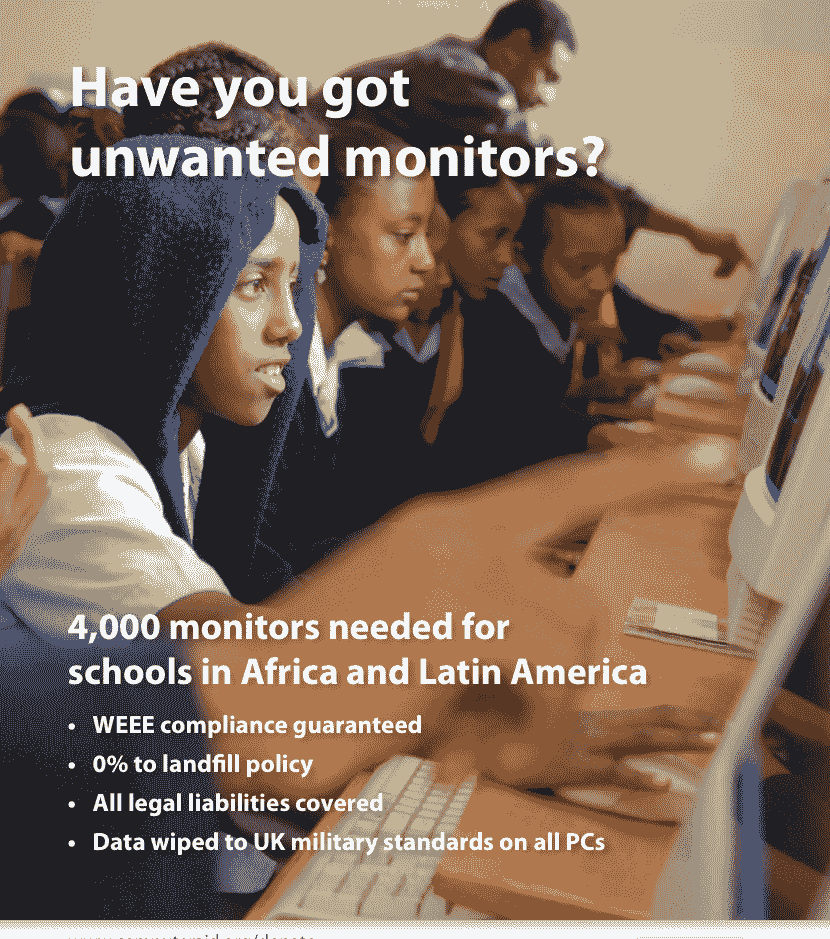 Have you got
unwanted monitors?
4,000 monitors needed for
schools in Africa and Latin America
• WEEE compliance guaranteed
• 0% to landfill policy
• All legal liabilities covered
• Data wiped to UK military standards on all PCs